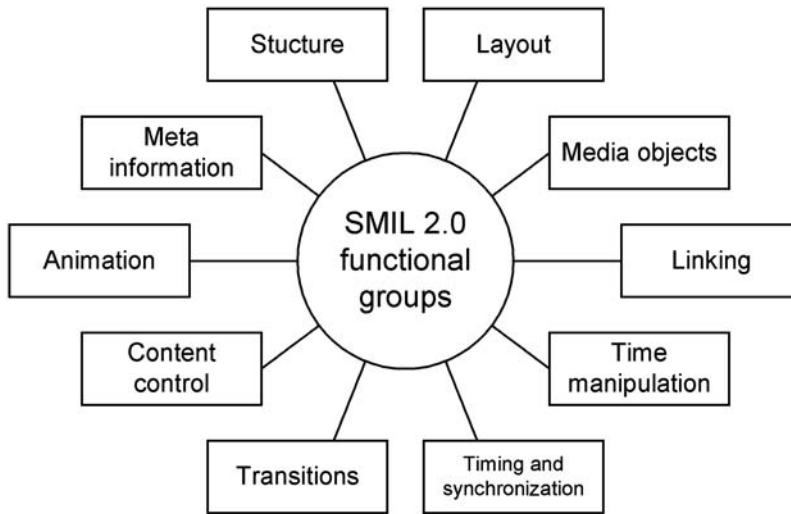 Stucture
Layout
Meta
information
Media objects
SMIL 2.0
functional
groups
Animation
Linking
Content
control
Time
manipulation
Transitions
Timing and
synchronization